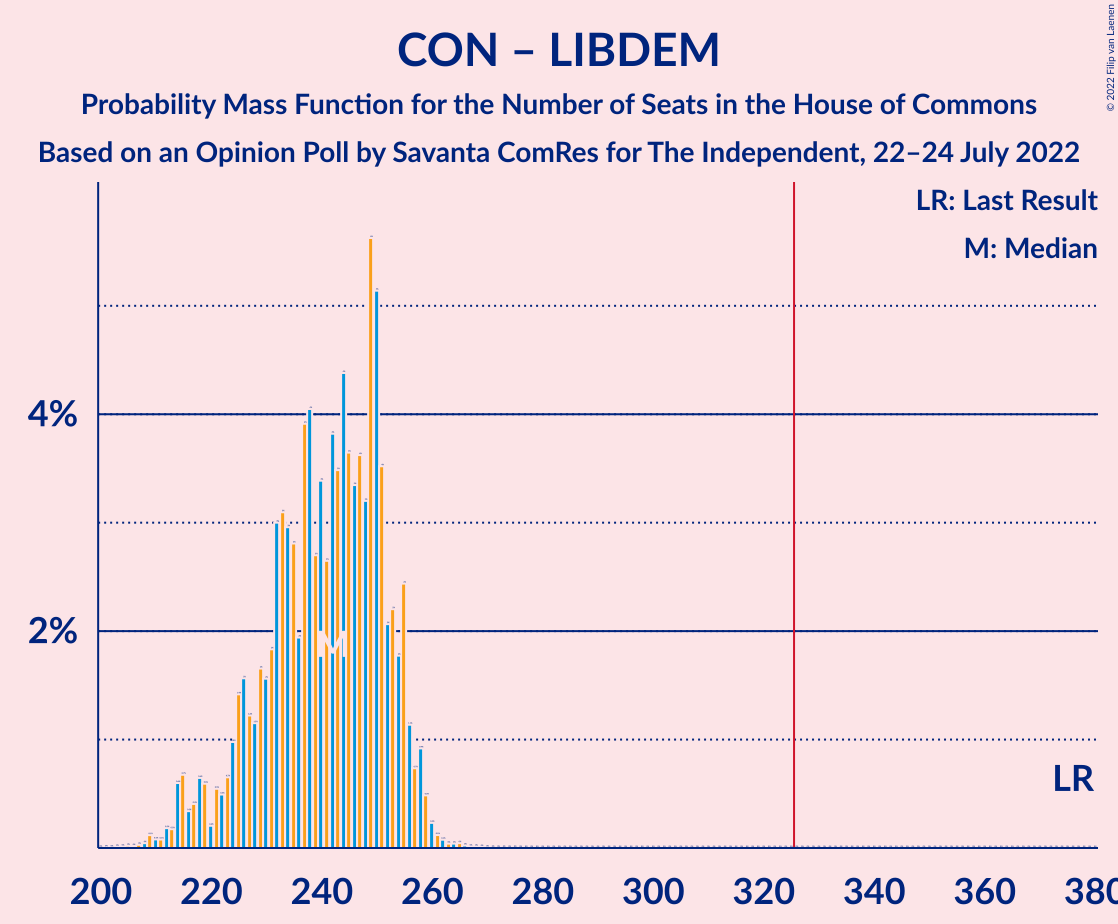 CON – LIBDEM
Probability Mass Function for the Number of Seats in the House of Commons
Based on an Opinion Poll by Savanta ComRes for The Independent, 22–24 July 2022
© 2022 Filip van Laenen
LR: Last Result
M: Median
4%
2%
M
LR
200 220 240 260 280 300 320 340 360 380